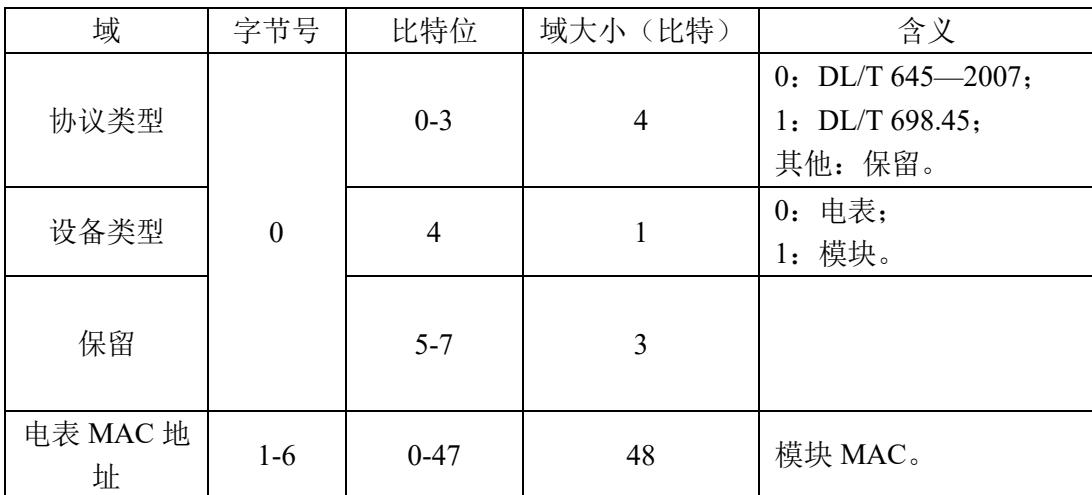 域 字节号 比特位 域大小（比特） 含义
协议类型 0 0-3 4 0：DL/T 645—2007；
1：DL/T 698.45；
其他：保留。
设备类型 4 1 0：电表；
1：模块。
保留 5-7 3
电表 MAC 地
址 1-6 0-47 48 模块 MAC。